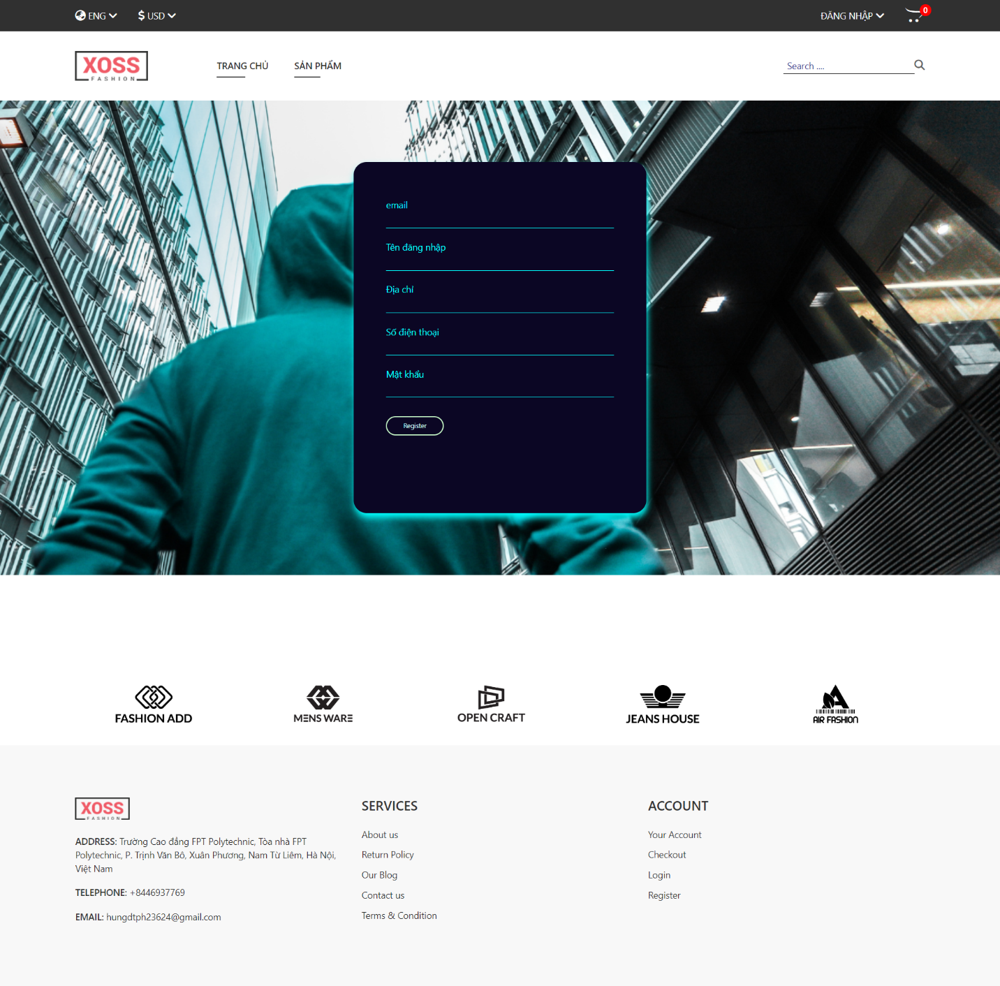 ENG
USD
ĐĂNG NHẬP
0
XOSS
FASHION
TRANG CHỦ
SẢN PHẨM
Search ....
email
Tên đăng nhập
Địa chỉ
Số điện thoại
Mật khẩu
Register
FASHION ADD
MENS WARE
OPEN CRAFT
JEANS HOUSE
AIR FASHION
XOSS
FASHION
ADDRESS: Trường Cao đẳng FPT Polytechnic, Tòa nhà FPT
Polytechnic, P. Trịnh Văn Bô, Xuân Phương, Nam Từ Liêm, Hà Nội,
Việt Nam
TELEPHONE: +8446937769
EMAIL: hungdtph23624@gmail.com
SERVICES
About us
Return Policy
Our Blog
Contact us
Terms & Condition
ACCOUNT
Your Account
Checkout
Login
Register